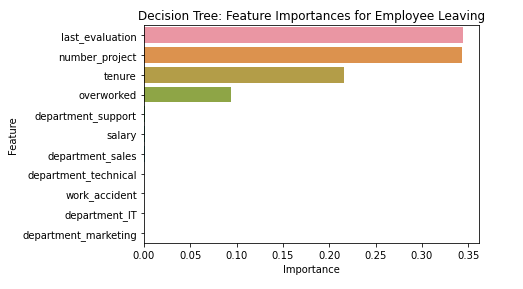 Decision Tree: Feature Importances for Employee Leaving
last_evaluation
number_project
tenure
overworked
department_support
salary
department_sales
department_technical
work_accident
department_IT
department_marketing
Feature
0.00 0.05 0.10 0.15 0.20 0.25 0.30 0.35
Importance